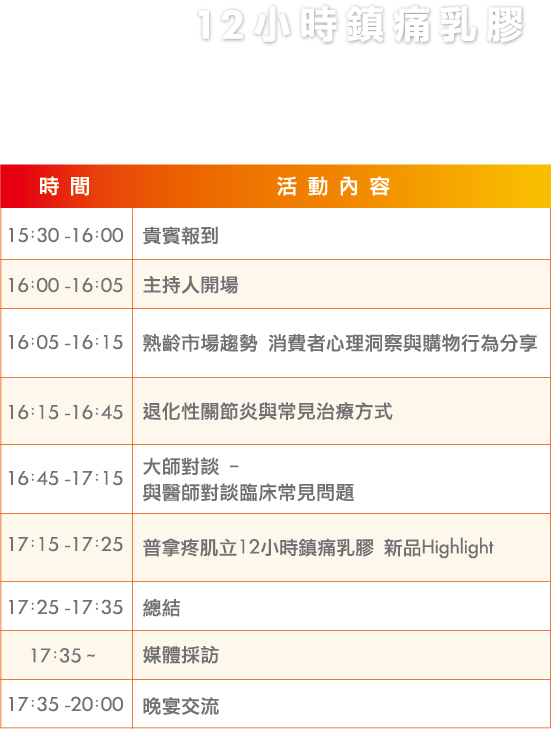 12小時鎮痛乳膠
時間 活動內容
15:30 -16:00 貴賓報到
16:00 -16:05 主持人開場
16:05 -16:15 熟齡市場趨勢 消費者心理洞察與購物行為分享
16:15 -16:45 退化性關節炎與常見治療方式
16:45 -17:15 大師對談 –
與醫師對談臨床常見問題
17:15 -17:25 普拿疼肌立12小時鎮痛乳膠 新品Highlight
17:25 -17:35 總結
17:35 ~ 媒體採訪
17:35 -20:00 晚宴交流